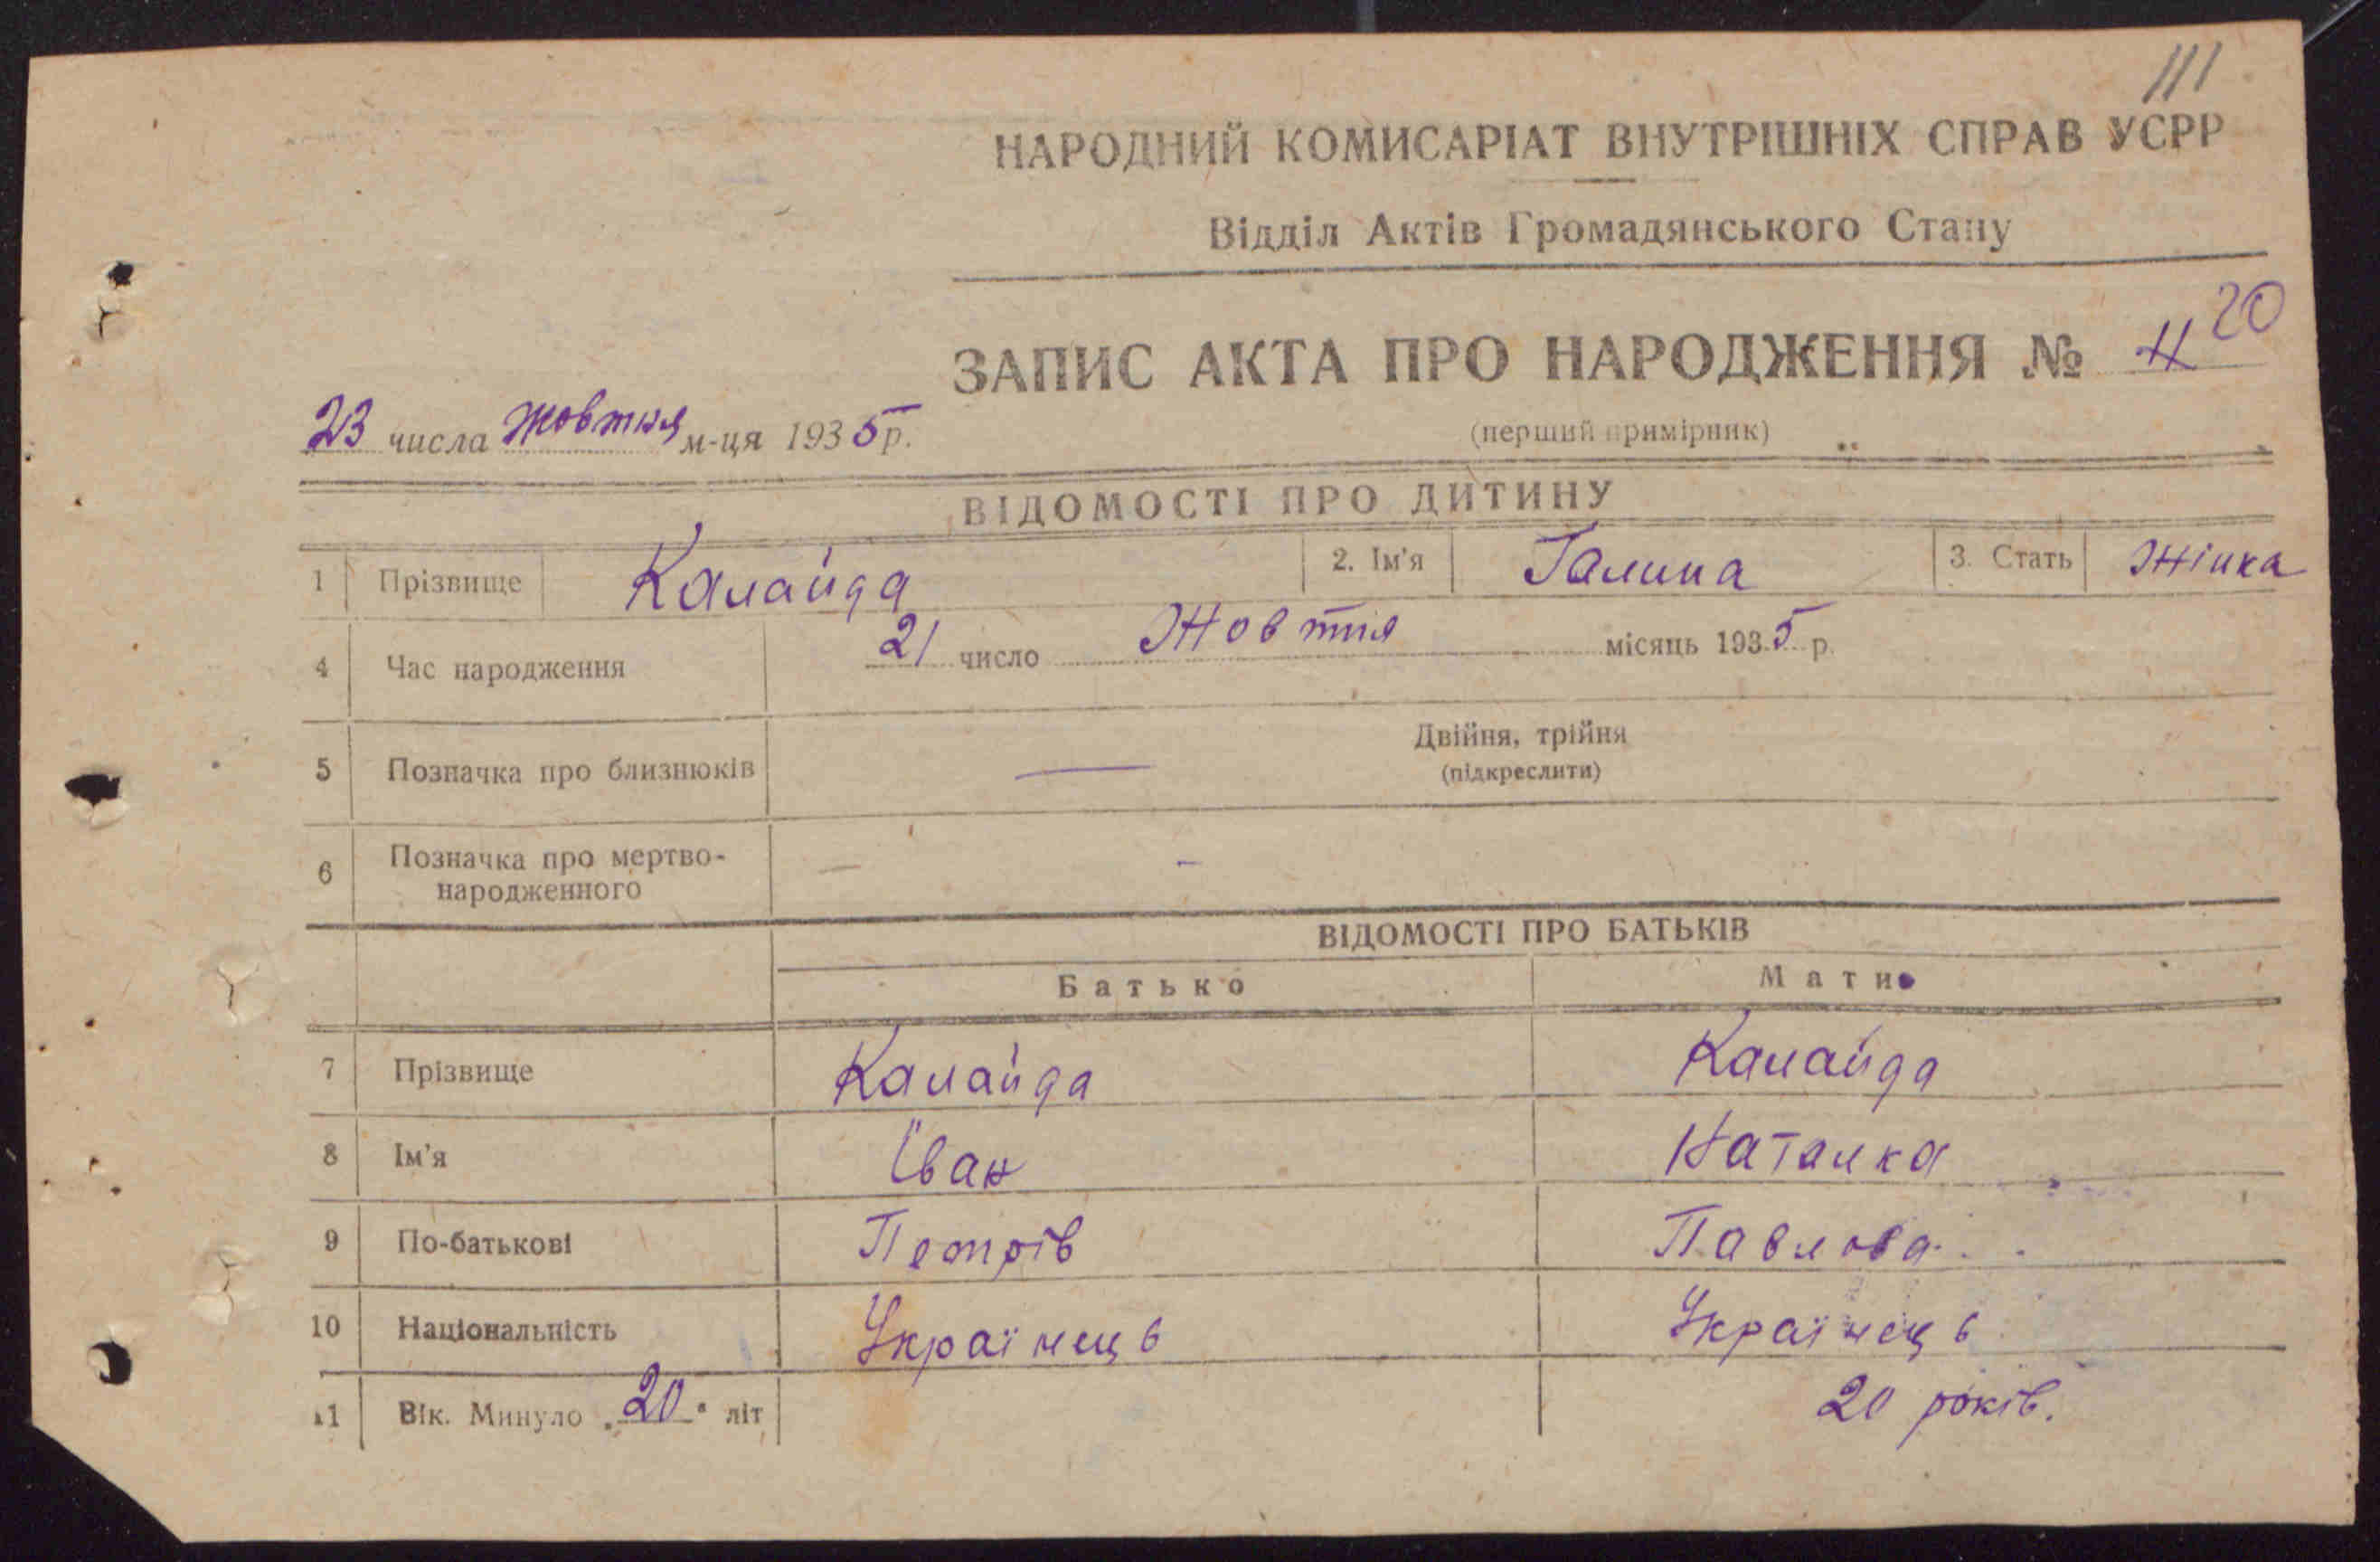 111
НАРОДНИЙ КОМИСАРІАТ ВНУТРІШНІХ СПРАВ УСРР
Відділ Актів Громадянського Стану
ЗАПИС АКТА ПРО НАРОДЖЕННЯ № 20
23 числа жовтня м-ця 1935 р.
(перший примірник)
ВІДОМОСТІ ПРО ДИТИНУ
1 Прізвище Калайда 2. Ім'я Галина 3. Стать Жінка
4 Час народження 21 число Жовтня місяць 1935 р.
5 Позначка про близнюків — Двійня, трійня
(підкреслити)
6 Позначка про мертво-
народженного — -
ВІДОМОСТІ ПРО БАТЬКІВ
Батько Мати
7 Прізвище Калайда Калайда
8 Ім'я Іван Наталка
9 По-батькові Петрів Павлова
10 Національність Українець Українець
11 Вік. Минуло „20" літ 20 років.